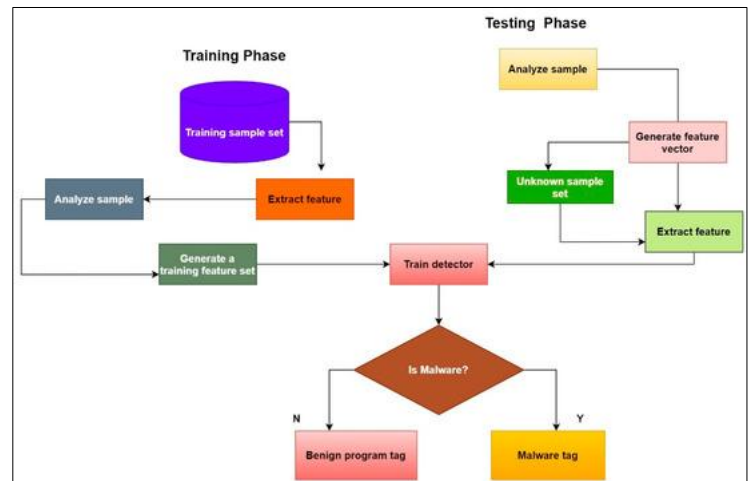 Testing Phase
Training Phase
Analyze sample
Training sample set
Generate feature
vector
Unknown sample
set
Analyze sample
Extract feature
Extract feature
Generate a
training feature set
Train detector
Is Malware?
N
Y
Benign program tag
Malware tag